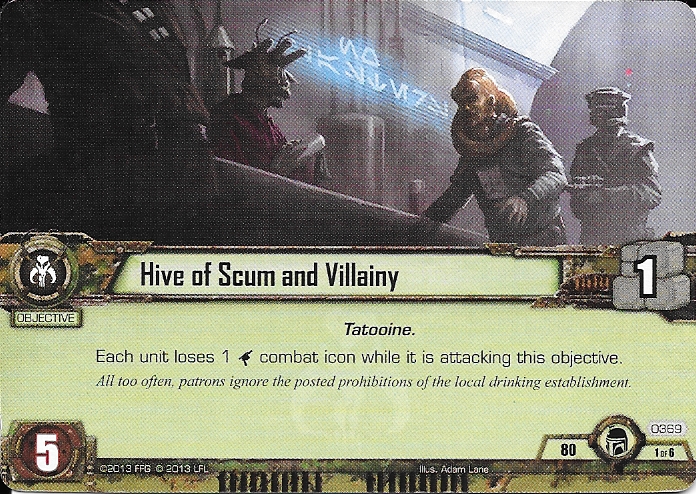 Hive of Scum and Villainy
1
OBJECTIVE
Tatooine.
Each unit loses 1 combat icon while it is attacking this objective.
All too often, patrons ignore the posted prohibitions of the local drinking establishment.
5
0369
80
1 OF 6
©2013 FFG © 2013 LFL
Illus. Adam Lane